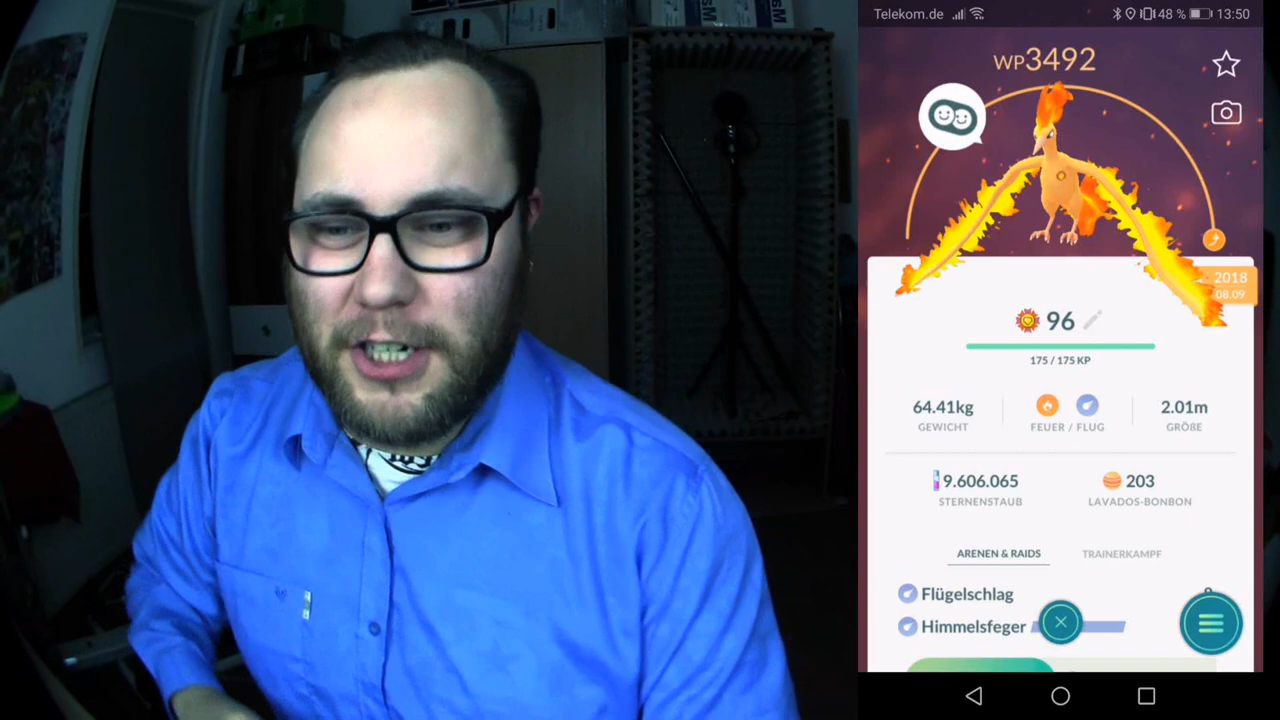 Telekom.de
48 % 13:50
WP3492
2018
08.09
96
175 / 175 KP
64.41kg
GEWICHT
FEUER / FLUG
2.01m
GRÖßE
9.606.065
STERNENSTAUB
203
LAVADOS-BONBON
ARENEN & RAIDS
TRAINERKAMPF
Flügelschlag
Himmelsfeger